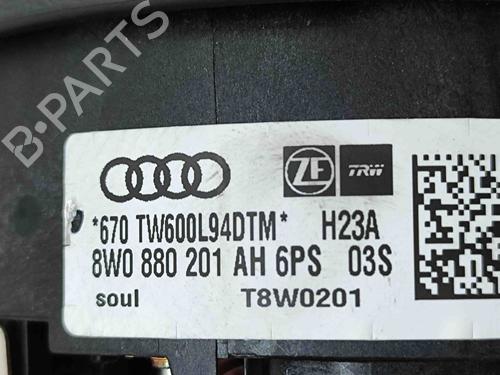 B-PARTS
ZF TRW
*670 TW600L94DTM* H23A
8W0 880 201 AH 6PS 03S
soul T8W0201